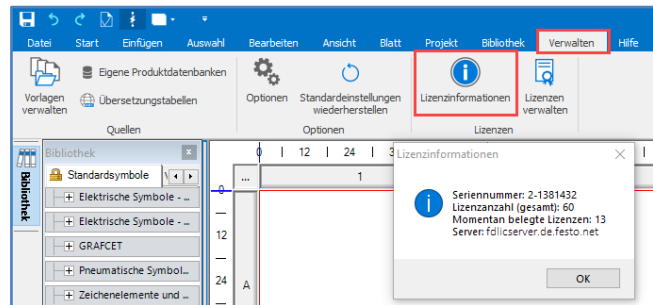 Datei Start Einfügen Auswahl Bearbeiten Ansicht Blatt Projekt Bibliothek Verwalten Hilfe
Vorlagen verwalten
Eigene Produktdatenbanken
Übersetzungstabellen
Quellen
Optionen
Standardeinstellungen wiederherstellen
Optionen
Lizenzinformationen
Lizenzen verwalten
Lizenzen
Bibliothek
Bibliothek x
Standardsymbole
Elektrische Symbole - ...
Elektrische Symbole - ...
GRAFCET
Pneumatische Symbol...
Zeichenelemente und ...
0 12 24
... 1
0
12
24
A
Lizenzinformationen
Seriennummer: 2-1381432
Lizenzanzahl (gesamt): 60
Momentan belegte Lizenzen: 13
Server: fdlicserver.de.festo.net
OK